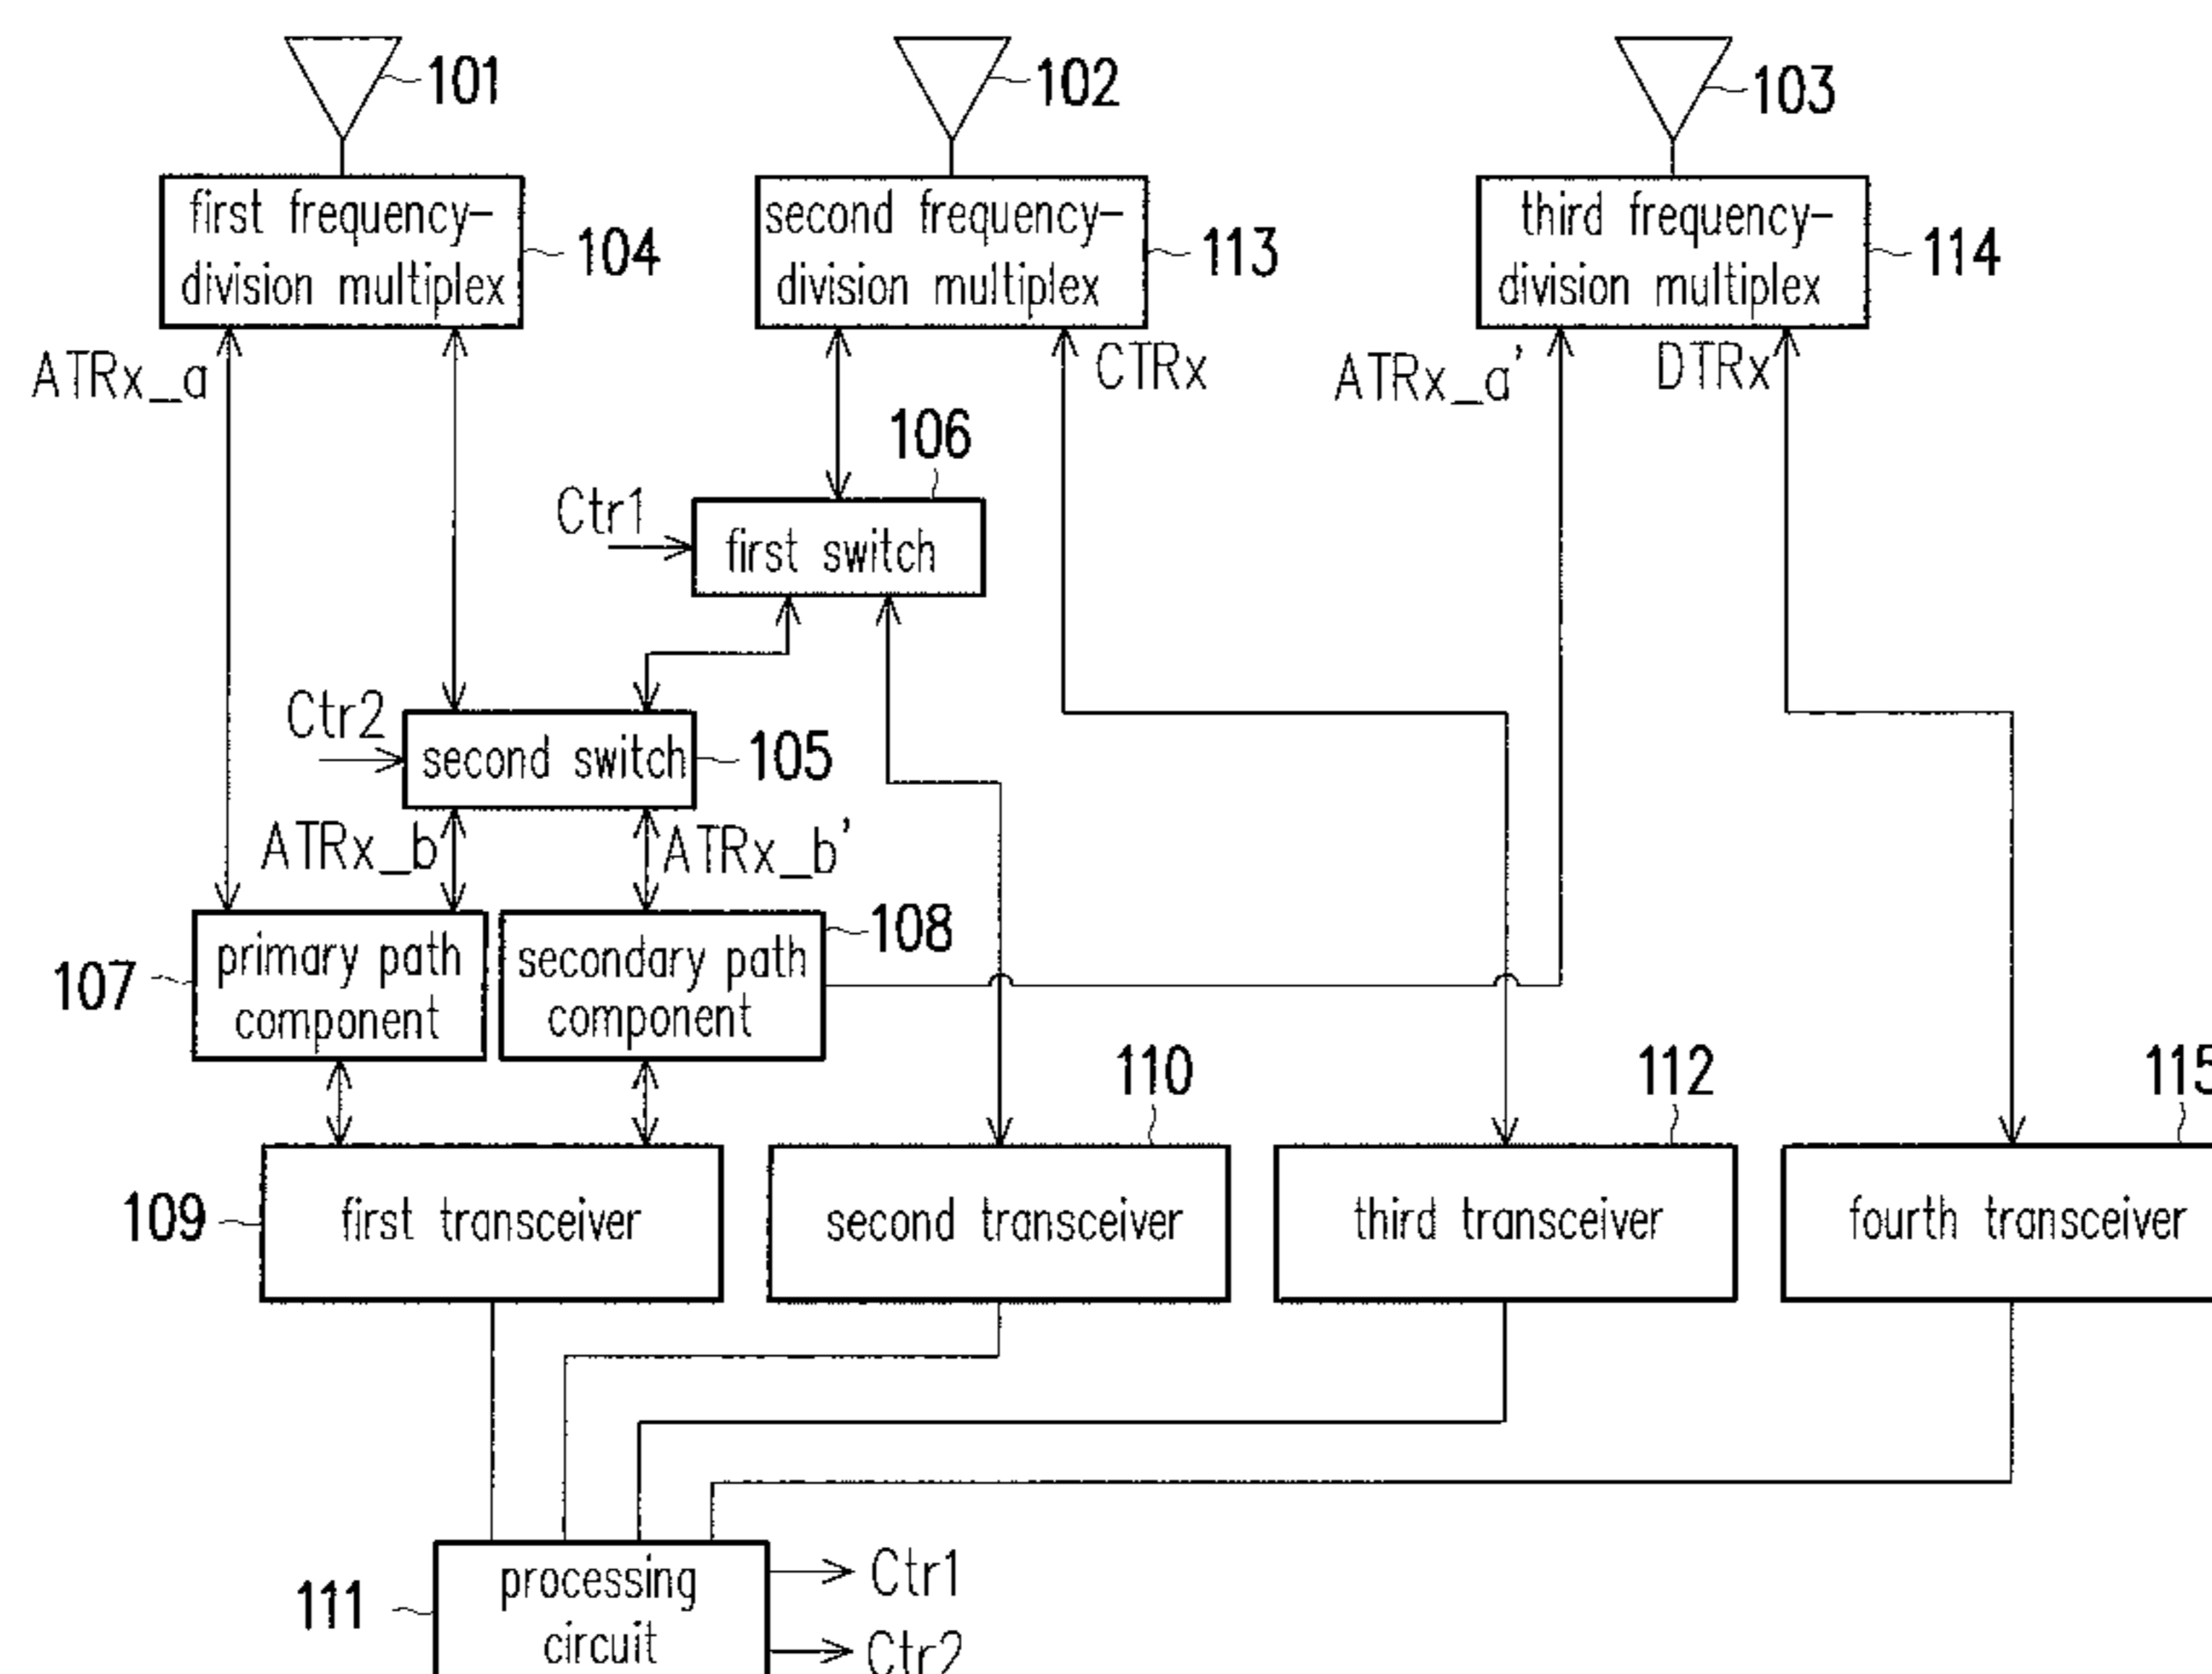 101
102
103
first frequency-
division multiplex
104
second frequency-
division multiplex
113
third frequency-
division multiplex
114
ATRx_a
CTRx
ATRx_a'
DTRx
106
Ctr1
first switch
Ctr2
second switch
105
ATRx_b
ATRx_b'
107
primary path
component
secondary path
component
108
110
112
115
109
first transceiver
second transceiver
third transceiver
fourth transceiver
111
processing
circuit
Ctr1
Ctr2